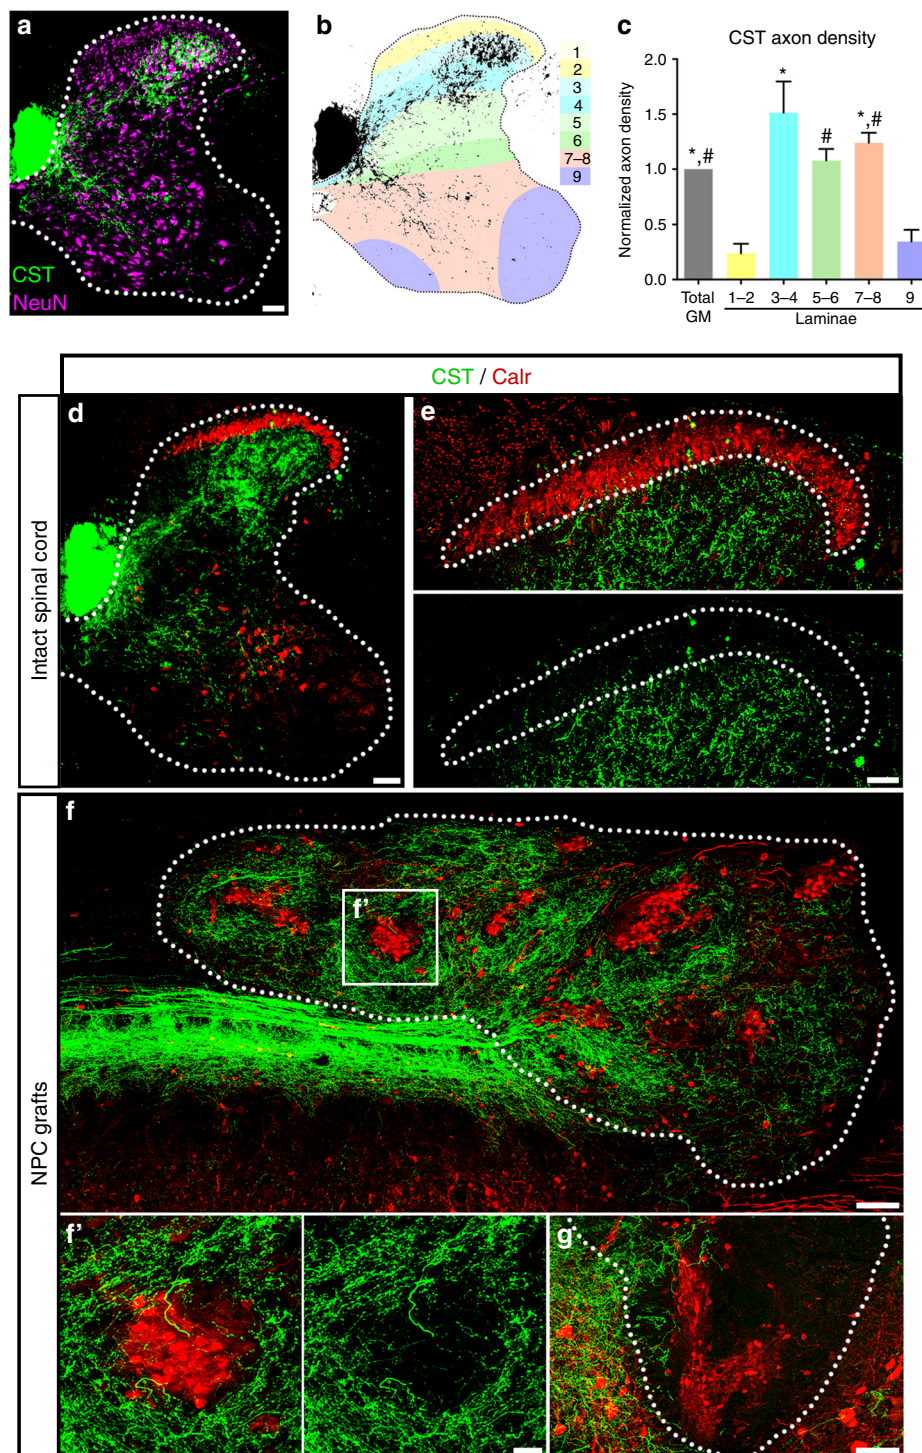 a
CST
NeuN
b
1
2
3
4
5
6
7–8
9
c
CST axon density
Normalized axon density
2.0
1.5
1.0
0.5
0.0
*,#
*
#
*,#
Total GM
1–2
3–4
5–6
7–8
9
Laminae
CST / Calr
Intact spinal cord
d
e
NPC grafts
f
f'
f'
g